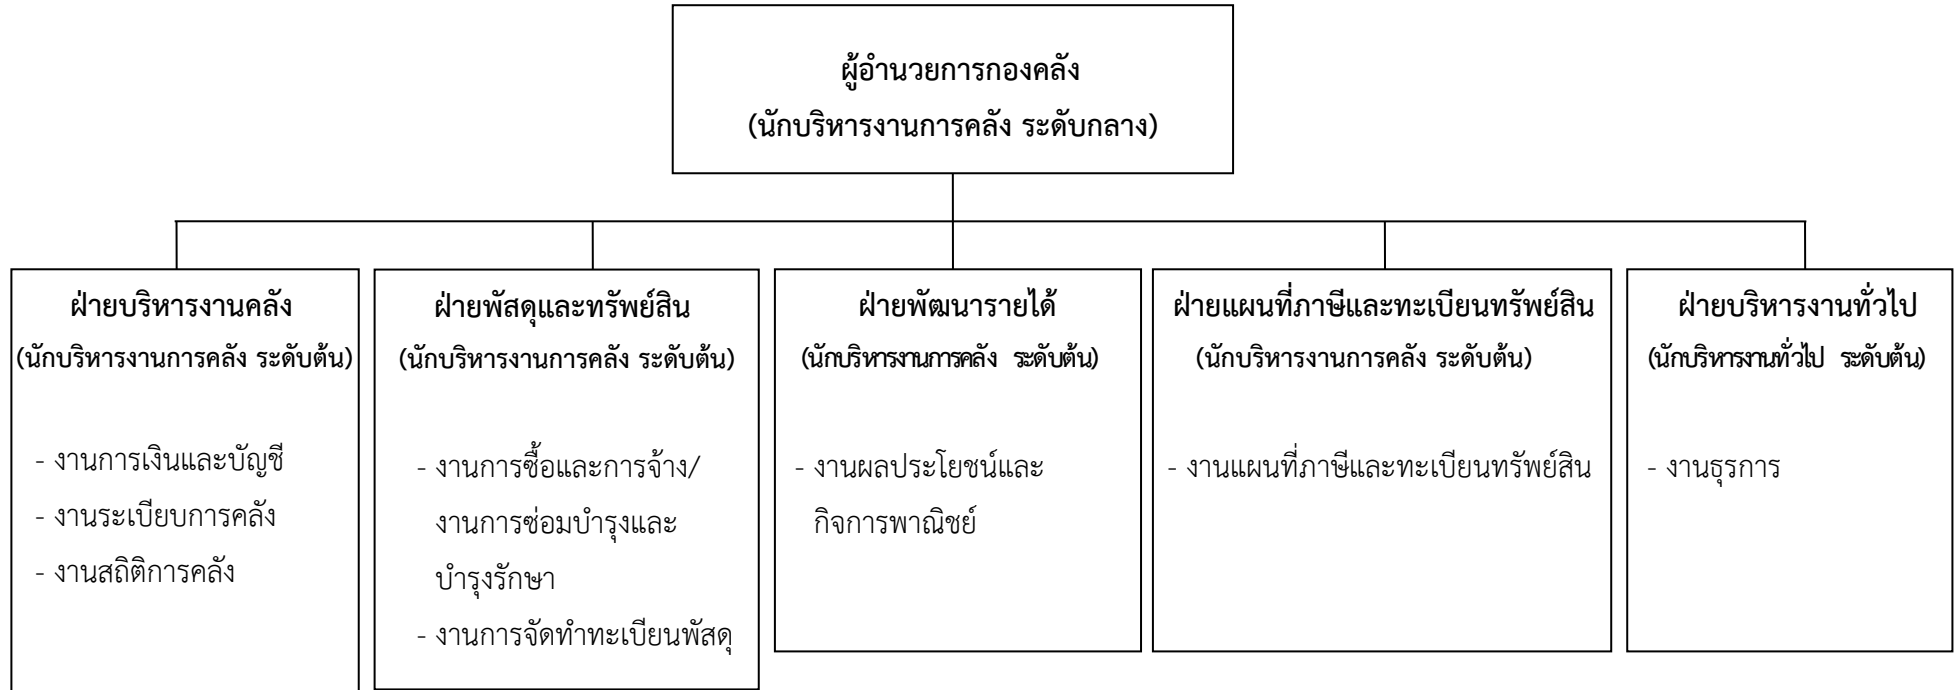 ผู้อำนวยการกองคลัง
(นักบริหารงานการคลัง ระดับกลาง)
ฝ่ายบริหารงานคลัง
(นักบริหารงานการคลัง ระดับต้น)
- งานการเงินและบัญชี
- งานระเบียบการคลัง
- งานสถิติการคลัง
ฝ่ายพัสดุและทรัพย์สิน
(นักบริหารงานการคลัง ระดับต้น)
- งานการซื้อและการจ้าง/
งานการซ่อมบำรุงและ
บำรุงรักษา
- งานการจัดทำทะเบียนพัสดุ
ฝ่ายพัฒนารายได้
(นักบริหารงานการคลัง ระดับต้น)
- งานผลประโยชน์และ
กิจการพาณิชย์
ฝ่ายแผนที่ภาษีและทะเบียนทรัพย์สิน
(นักบริหารงานการคลัง ระดับต้น)
- งานแผนที่ภาษีและทะเบียนทรัพย์สิน
ฝ่ายบริหารงานทั่วไป
(นักบริหารงานทั่วไป ระดับต้น)
- งานธุรการ